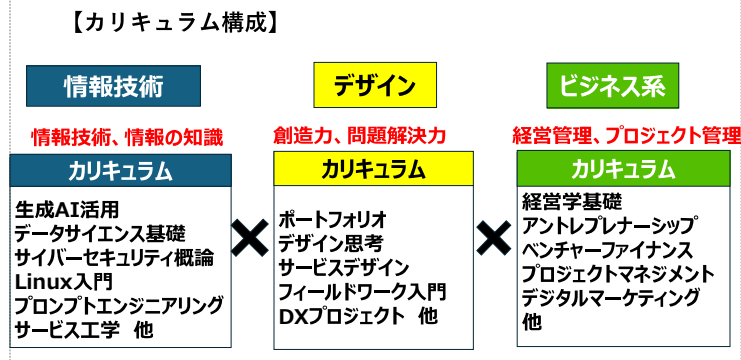 【カリキュラム構成】
情報技術
情報技術、情報の知識
カリキュラム
生成AI活用
データサイエンス基礎
サイバーセキュリティ概論
Linux入門
プロンプトエンジニアリング
サービス工学 他
デザイン
創造力、問題解決力
カリキュラム
ポートフォリオ
デザイン思考
サービスデザイン
フィールドワーク入門
DXプロジェクト 他
ビジネス系
経営管理、プロジェクト管理
カリキュラム
経営学基礎
アントレプレナーシップ
ベンチャーファイナンス
プロジェクトマネジメント
デジタルマーケティング
他